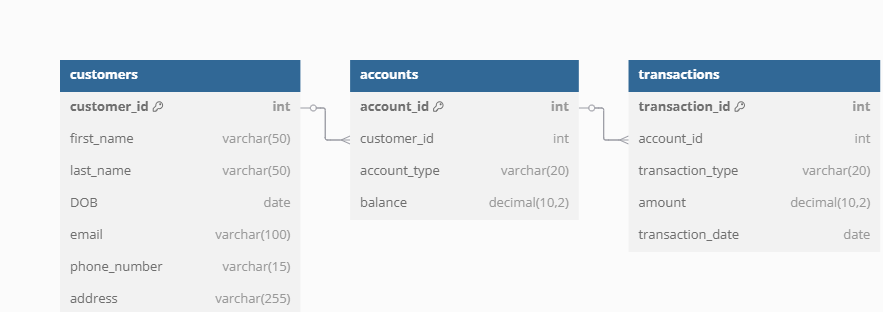 customers
customer_id int
first_name varchar(50)
last_name varchar(50)
DOB date
email varchar(100)
phone_number varchar(15)
address varchar(255)
accounts
account_id int
customer_id int
account_type varchar(20)
balance decimal(10,2)
transactions
transaction_id int
account_id int
transaction_type varchar(20)
amount decimal(10,2)
transaction_date date